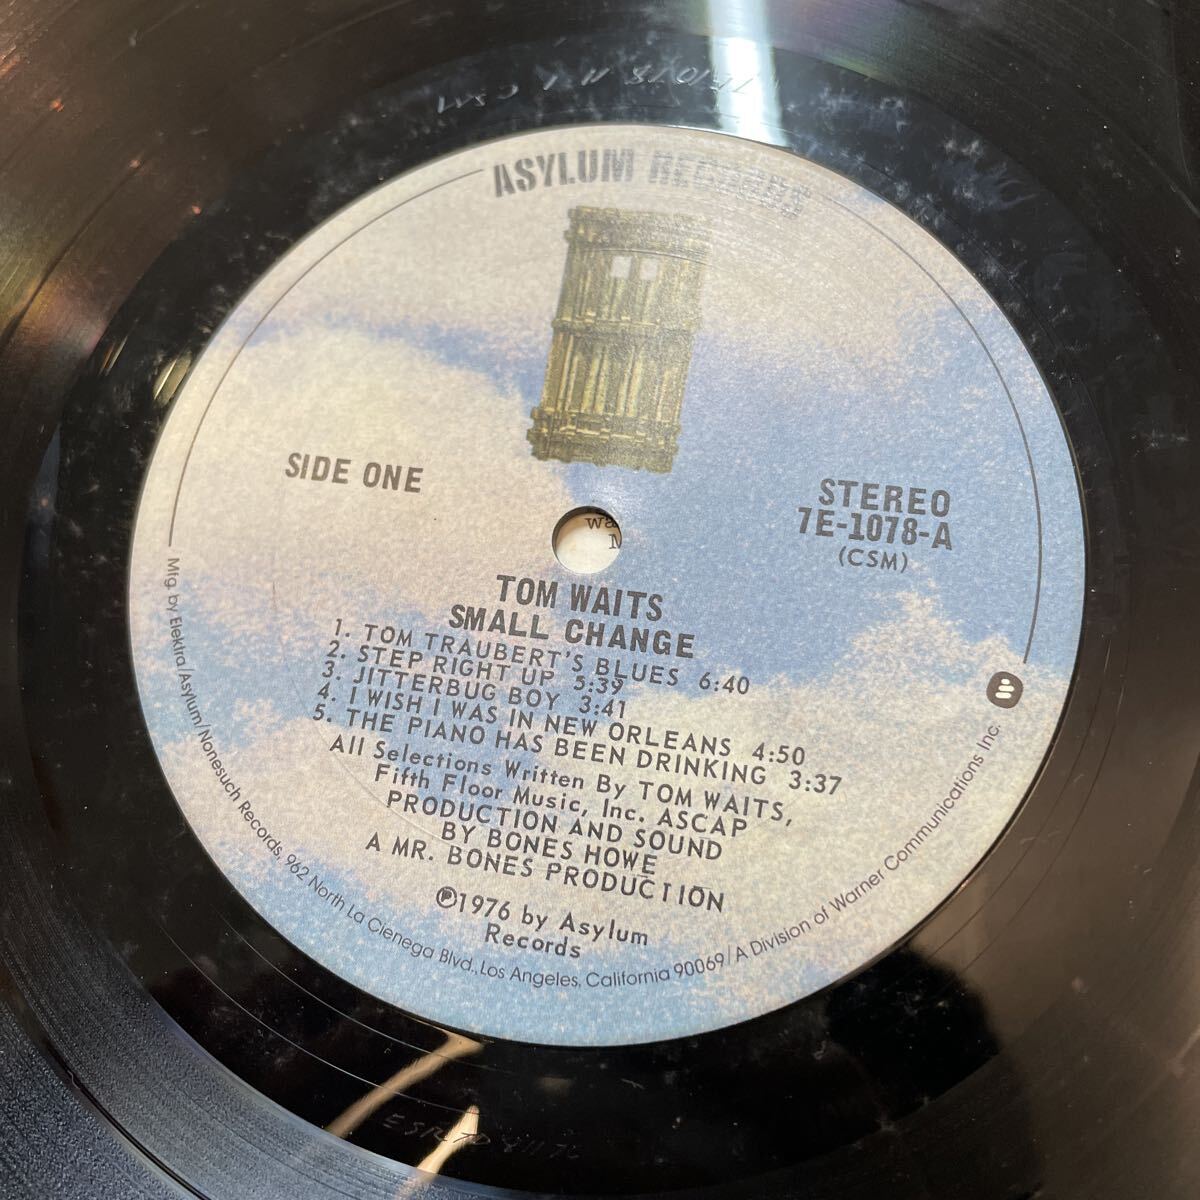 ASYLUM RECORDS
SIDE ONE
STEREO
7E-1078-A
(CSM)
TOM WAITS
SMALL CHANGE
1. TOM TRAUBERT'S BLUES 6:40
2. STEP RIGHT UP 5:39
3. JITTERBUG BOY 3:41
4. I WISH I WAS IN NEW ORLEANS 4:50
5. THE PIANO HAS BEEN DRINKING 3:37
All Selections Written By TOM WAITS,
Fifth Floor Music, Inc. ASCAP
PRODUCTION AND SOUND
BY BONES HOWE
A MR. BONES PRODUCTION
℗1976 by Asylum
Records
Mfg. by Elektra/Asylum/Nonesuch Records, 962 North La Cienega Blvd., Los Angeles, California 90069/A Division of Warner Communications Inc.